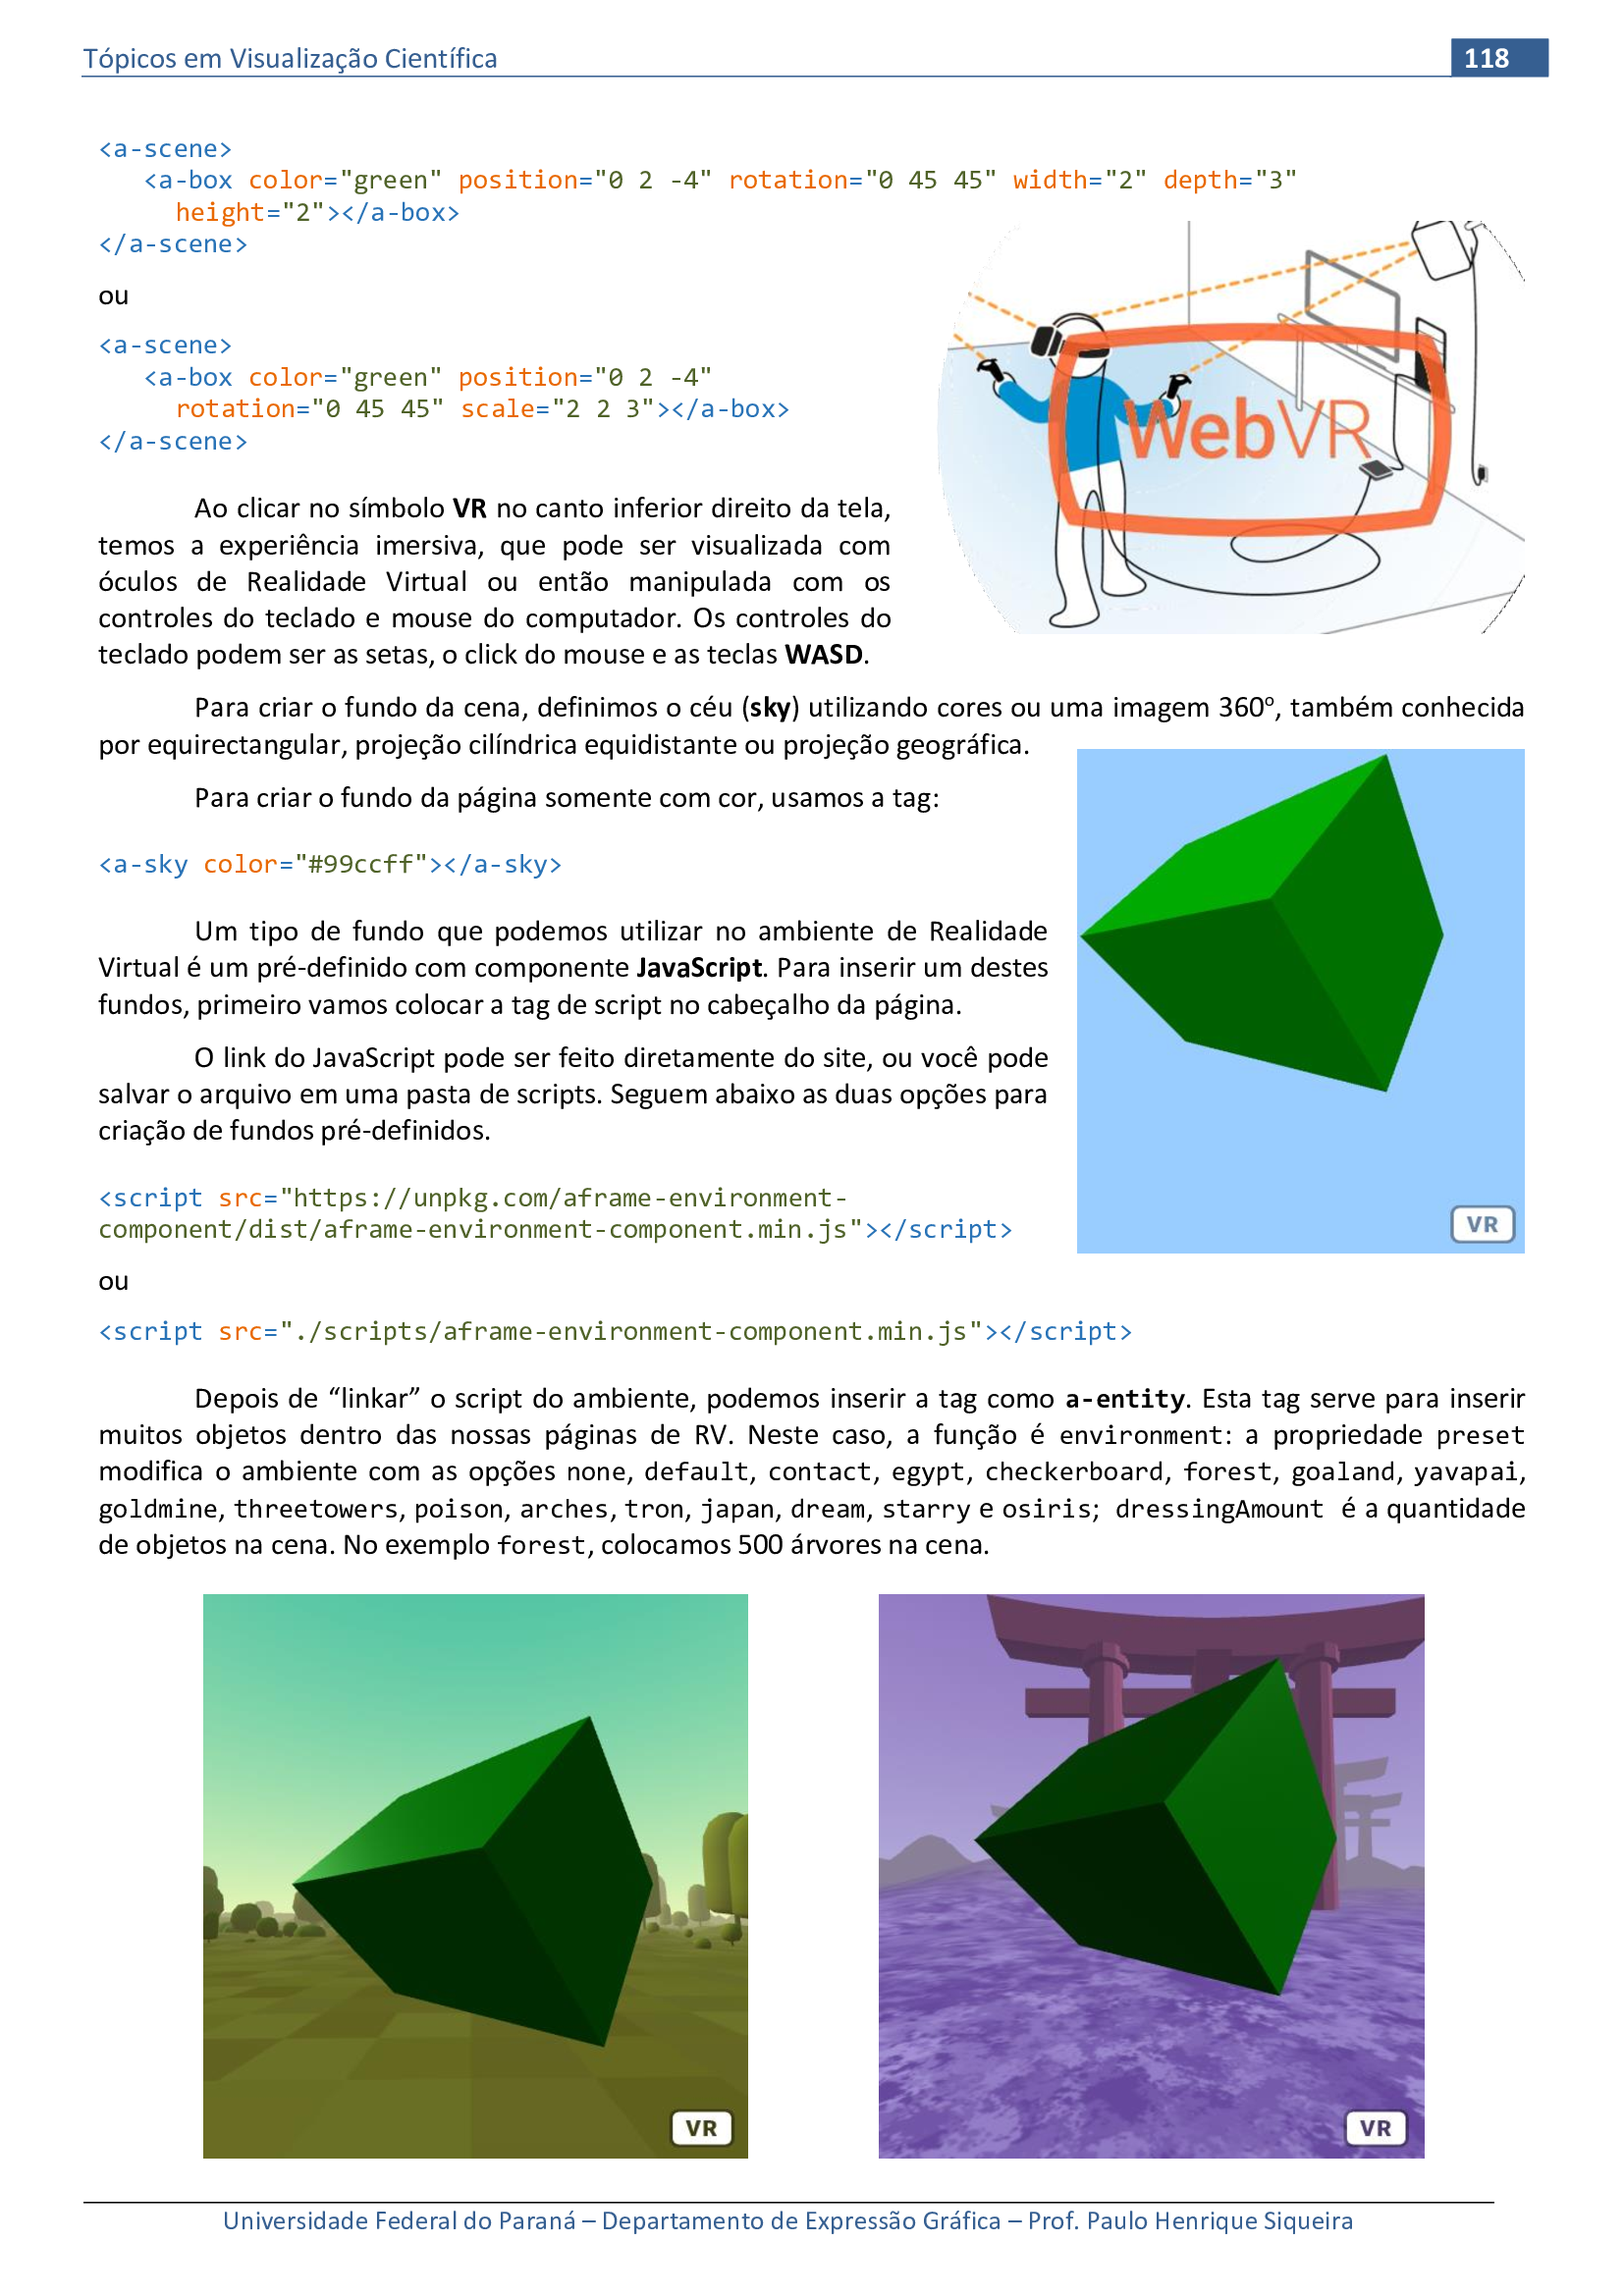 Tópicos em Visualização Científica 118
<a-scene>
<a-box color="green" position="0 2 -4" rotation="0 45 45" width="2" depth="3"
height="2"></a-box>
</a-scene>
ou
<a-scene>
<a-box color="green" position="0 2 -4"
rotation="0 45 45" scale="2 2 3"></a-box>
</a-scene>
WebVR
Ao clicar no símbolo VR no canto inferior direito da tela,
temos a experiência imersiva, que pode ser visualizada com
óculos de Realidade Virtual ou então manipulada com os
controles do teclado e mouse do computador. Os controles do
teclado podem ser as setas, o click do mouse e as teclas WASD.
Para criar o fundo da cena, definimos o céu (sky) utilizando cores ou uma imagem 360º, também conhecida
por equirectangular, projeção cilíndrica equidistante ou projeção geográfica.
Para criar o fundo da página somente com cor, usamos a tag:
<a-sky color="#99ccff"></a-sky>
Um tipo de fundo que podemos utilizar no ambiente de Realidade
Virtual é um pré-definido com componente JavaScript. Para inserir um destes
fundos, primeiro vamos colocar a tag de script no cabeçalho da página.
O link do JavaScript pode ser feito diretamente do site, ou você pode
salvar o arquivo em uma pasta de scripts. Seguem abaixo as duas opções para
criação de fundos pré-definidos.
<script src="https://unpkg.com/aframe-environment-
component/dist/aframe-environment-component.min.js"></script>
VR
ou
<script src="./scripts/aframe-environment-component.min.js"></script>
Depois de “linkar” o script do ambiente, podemos inserir a tag como a-entity. Esta tag serve para inserir
muitos objetos dentro das nossas páginas de RV. Neste caso, a função é environment: a propriedade preset
modifica o ambiente com as opções none, default, contact, egypt, checkerboard, forest, goaland, yavapai,
goldmine, threetowers, poison, arches, tron, japan, dream, starry e osiris; dressingAmount é a quantidade
de objetos na cena. No exemplo forest, colocamos 500 árvores na cena.
VR
VR
Universidade Federal do Paraná – Departamento de Expressão Gráfica – Prof. Paulo Henrique Siqueira